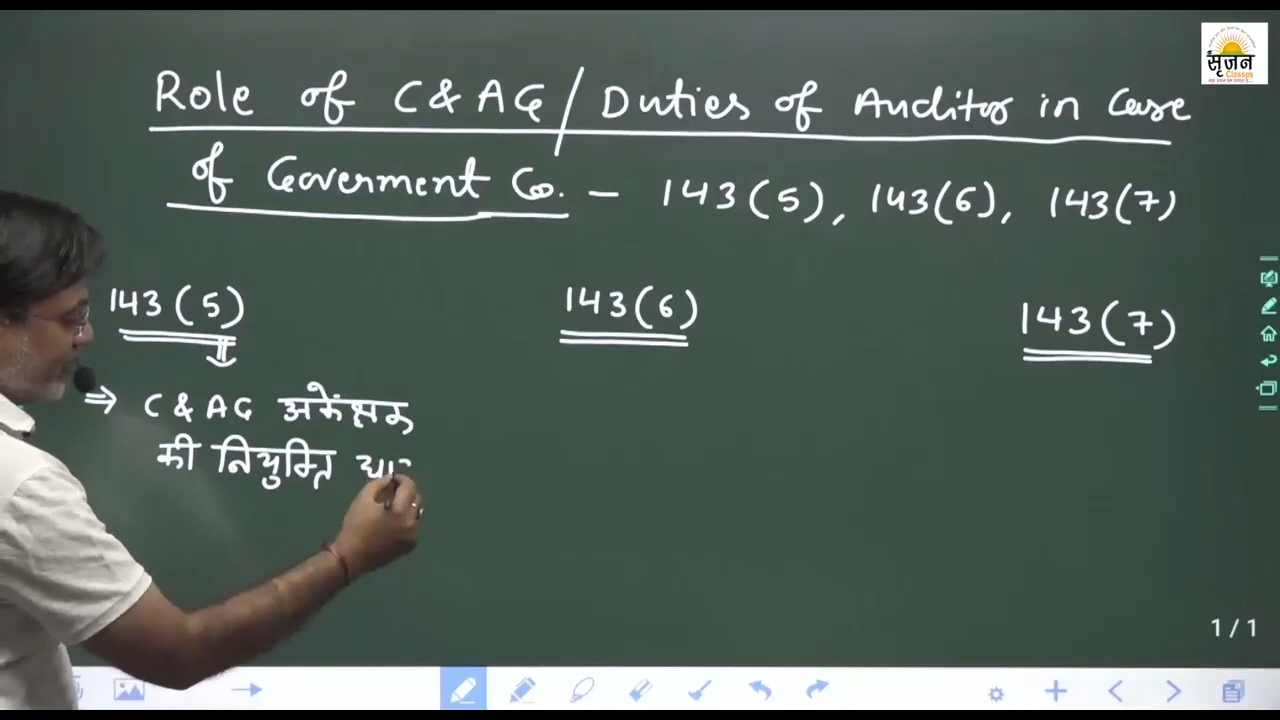 सृजन
Classes
Role of C & AG / Duties of Auditor in Case
of Goverment Co. – 143(5), 143(6), 143(7)
143(5)
143(6)
143(7)
⇒ C & AG अंकेक्षक
की नियुक्ति
1/1